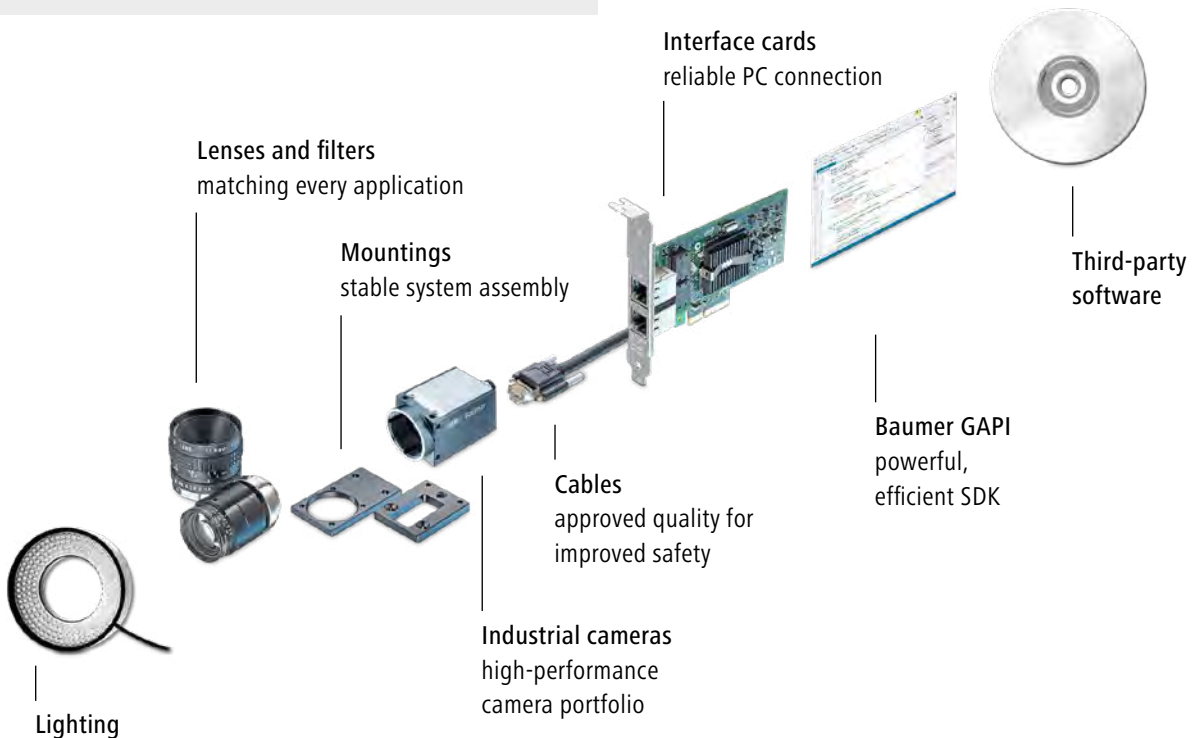 Interface cards
reliable PC connection
Lenses and filters
matching every application
Mountings
stable system assembly
Third-party
software
Baumer GAPI
powerful,
efficient SDK
Cables
approved quality for
improved safety
Industrial cameras
high-performance
camera portfolio
Lighting